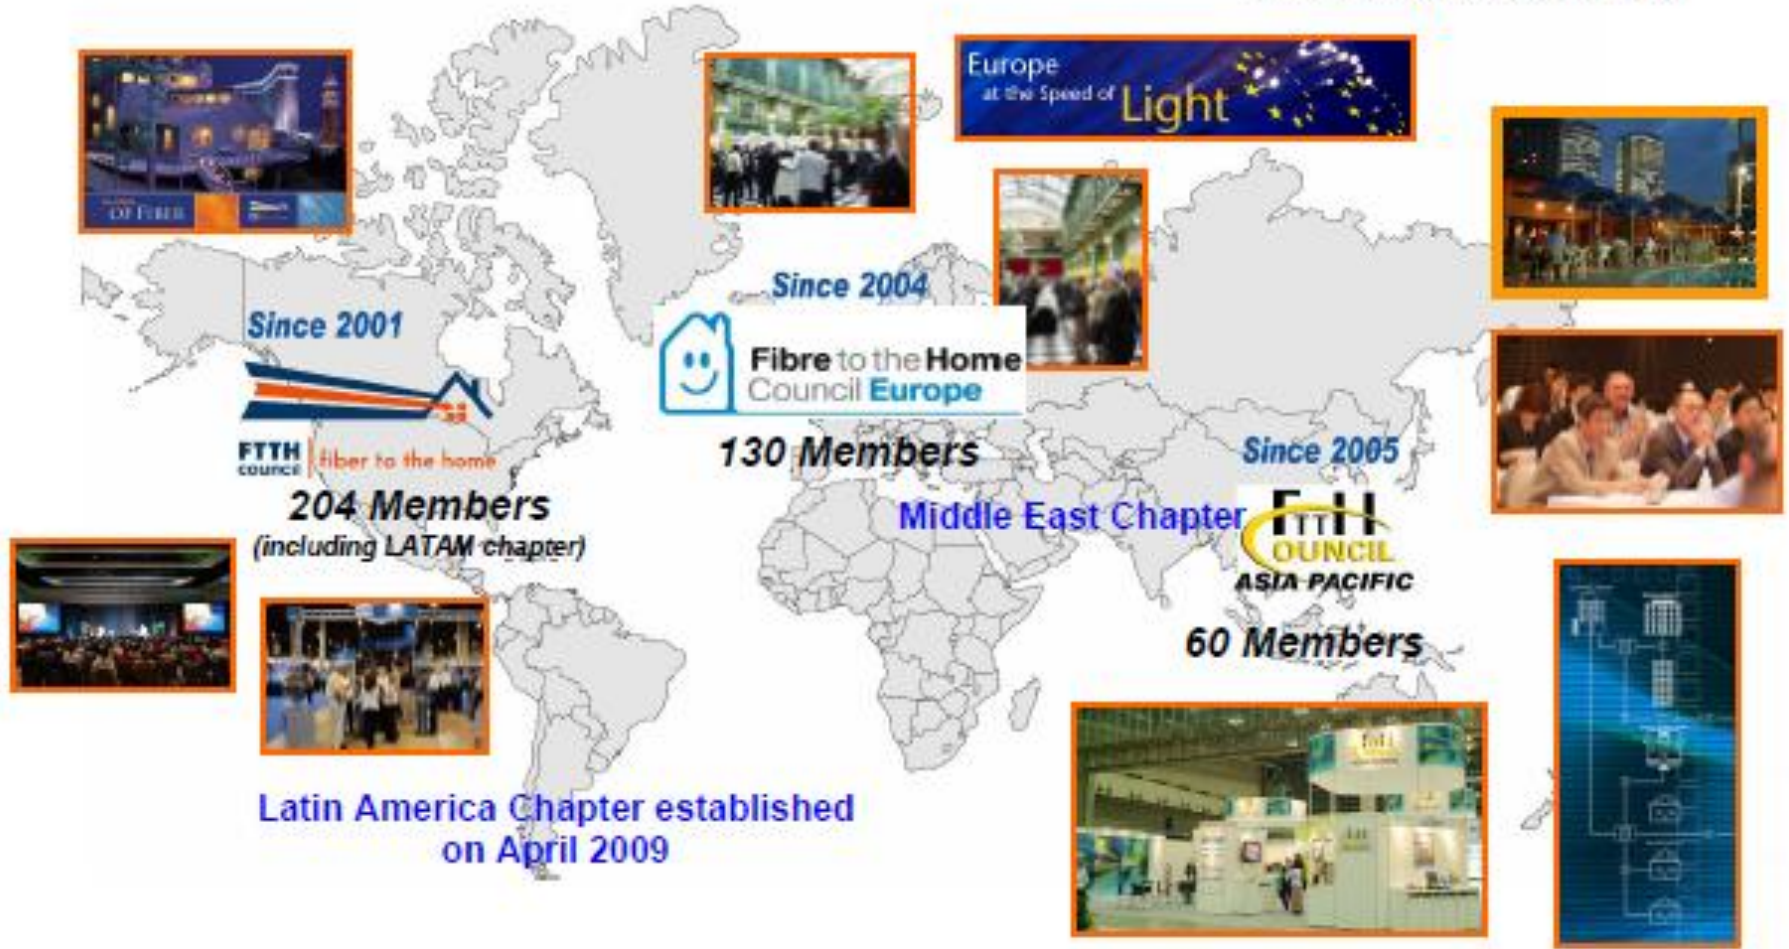 Europe
at the Speed of Light
OF FIBER
Since 2001
FTTH
COUNCIL
fiber to the home
204 Members
(including LATAM chapter)
Since 2004
Fibre to the Home
Council Europe
130 Members
Since 2005
Middle East Chapter
FTTH
COUNCIL
ASIA PACIFIC
60 Members
Latin America Chapter established
on April 2009